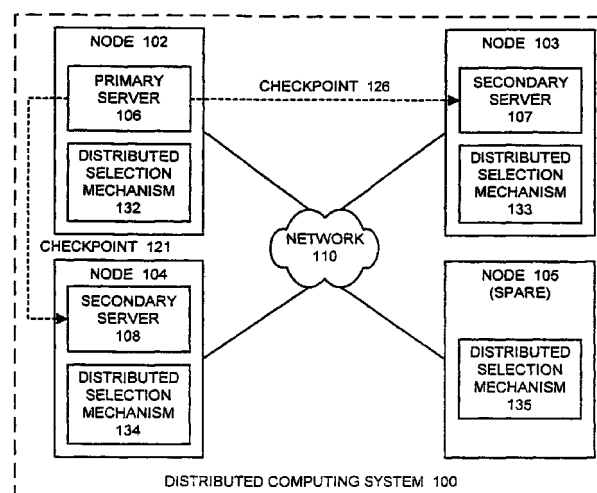 NODE 102
PRIMARY
SERVER
106
DISTRIBUTED
SELECTION
MECHANISM
132
CHECKPOINT 126
NODE 103
SECONDARY
SERVER
107
DISTRIBUTED
SELECTION
MECHANISM
133
CHECKPOINT 121
NETWORK
110
NODE 104
SECONDARY
SERVER
108
DISTRIBUTED
SELECTION
MECHANISM
134
NODE 105
(SPARE)
DISTRIBUTED
SELECTION
MECHANISM
135
DISTRIBUTED COMPUTING SYSTEM 100